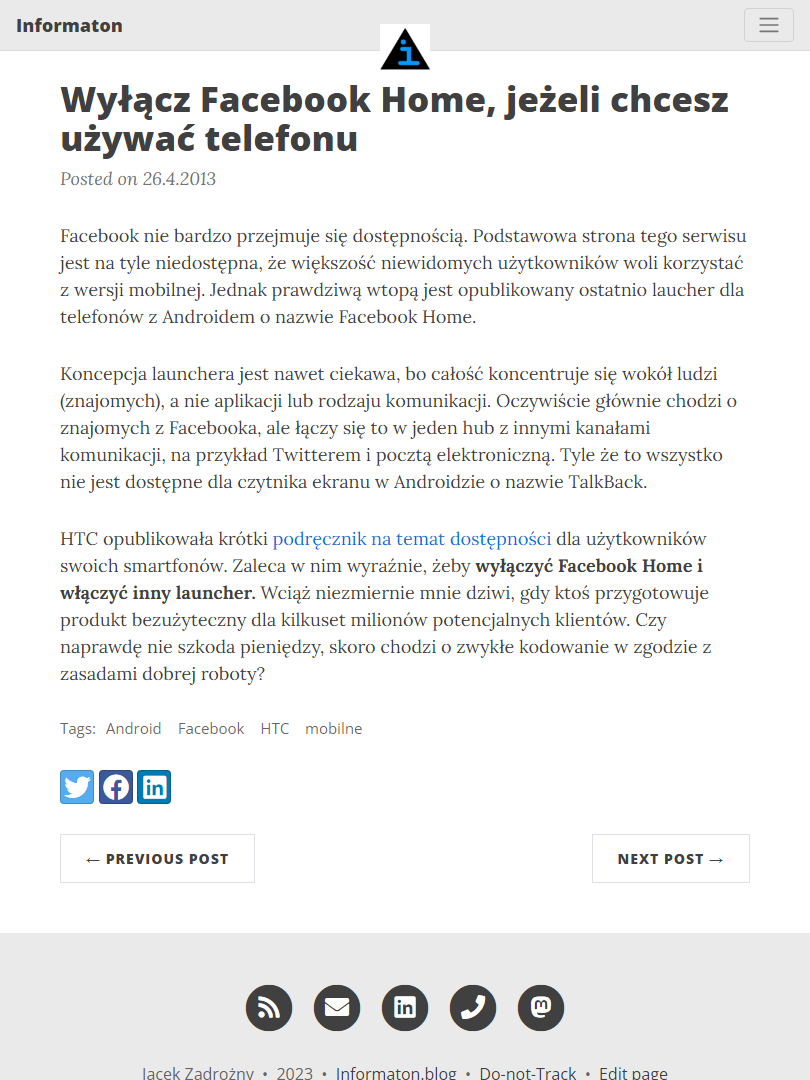 Informaton
Wyłącz Facebook Home, jeżeli chcesz
używać telefonu
Posted on 26.4.2013
Facebook nie bardzo przejmuje się dostępnością. Podstawowa strona tego serwisu
jest na tyle niedostępna, że większość niewidomych użytkowników woli korzystać
z wersji mobilnej. Jednak prawdziwą wtopą jest opublikowany ostatnio laucher dla
telefonów z Androidem o nazwie Facebook Home.
Koncepcja launchera jest nawet ciekawa, bo całość koncentruje się wokół ludzi
(znajomych), a nie aplikacji lub rodzaju komunikacji. Oczywiście głównie chodzi o
znajomych z Facebooka, ale łączy się to w jeden hub z innymi kanałami
komunikacji, na przykład Twitterem i pocztą elektroniczną. Tyle że to wszystko
nie jest dostępne dla czytnika ekranu w Androidzie o nazwie TalkBack.
HTC opublikowała krótki podręcznik na temat dostępności dla użytkowników
swoich smartfonów. Zaleca w nim wyraźnie, żeby wyłączyć Facebook Home i
włączyć inny launcher. Wciąż niezmiernie mnie dziwi, gdy ktoś przygotowuje
produkt bezużyteczny dla kilkuset milionów potencjalnych klientów. Czy
naprawdę nie szkoda pieniędzy, skoro chodzi o zwykłe kodowanie w zgodzie z
zasadami dobrej roboty?
Tags: Android Facebook HTC mobilne
← PREVIOUS POST
NEXT POST →
Jacek Zadrożny • 2023 • Informaton.blog • Do-not-Track • Edit page